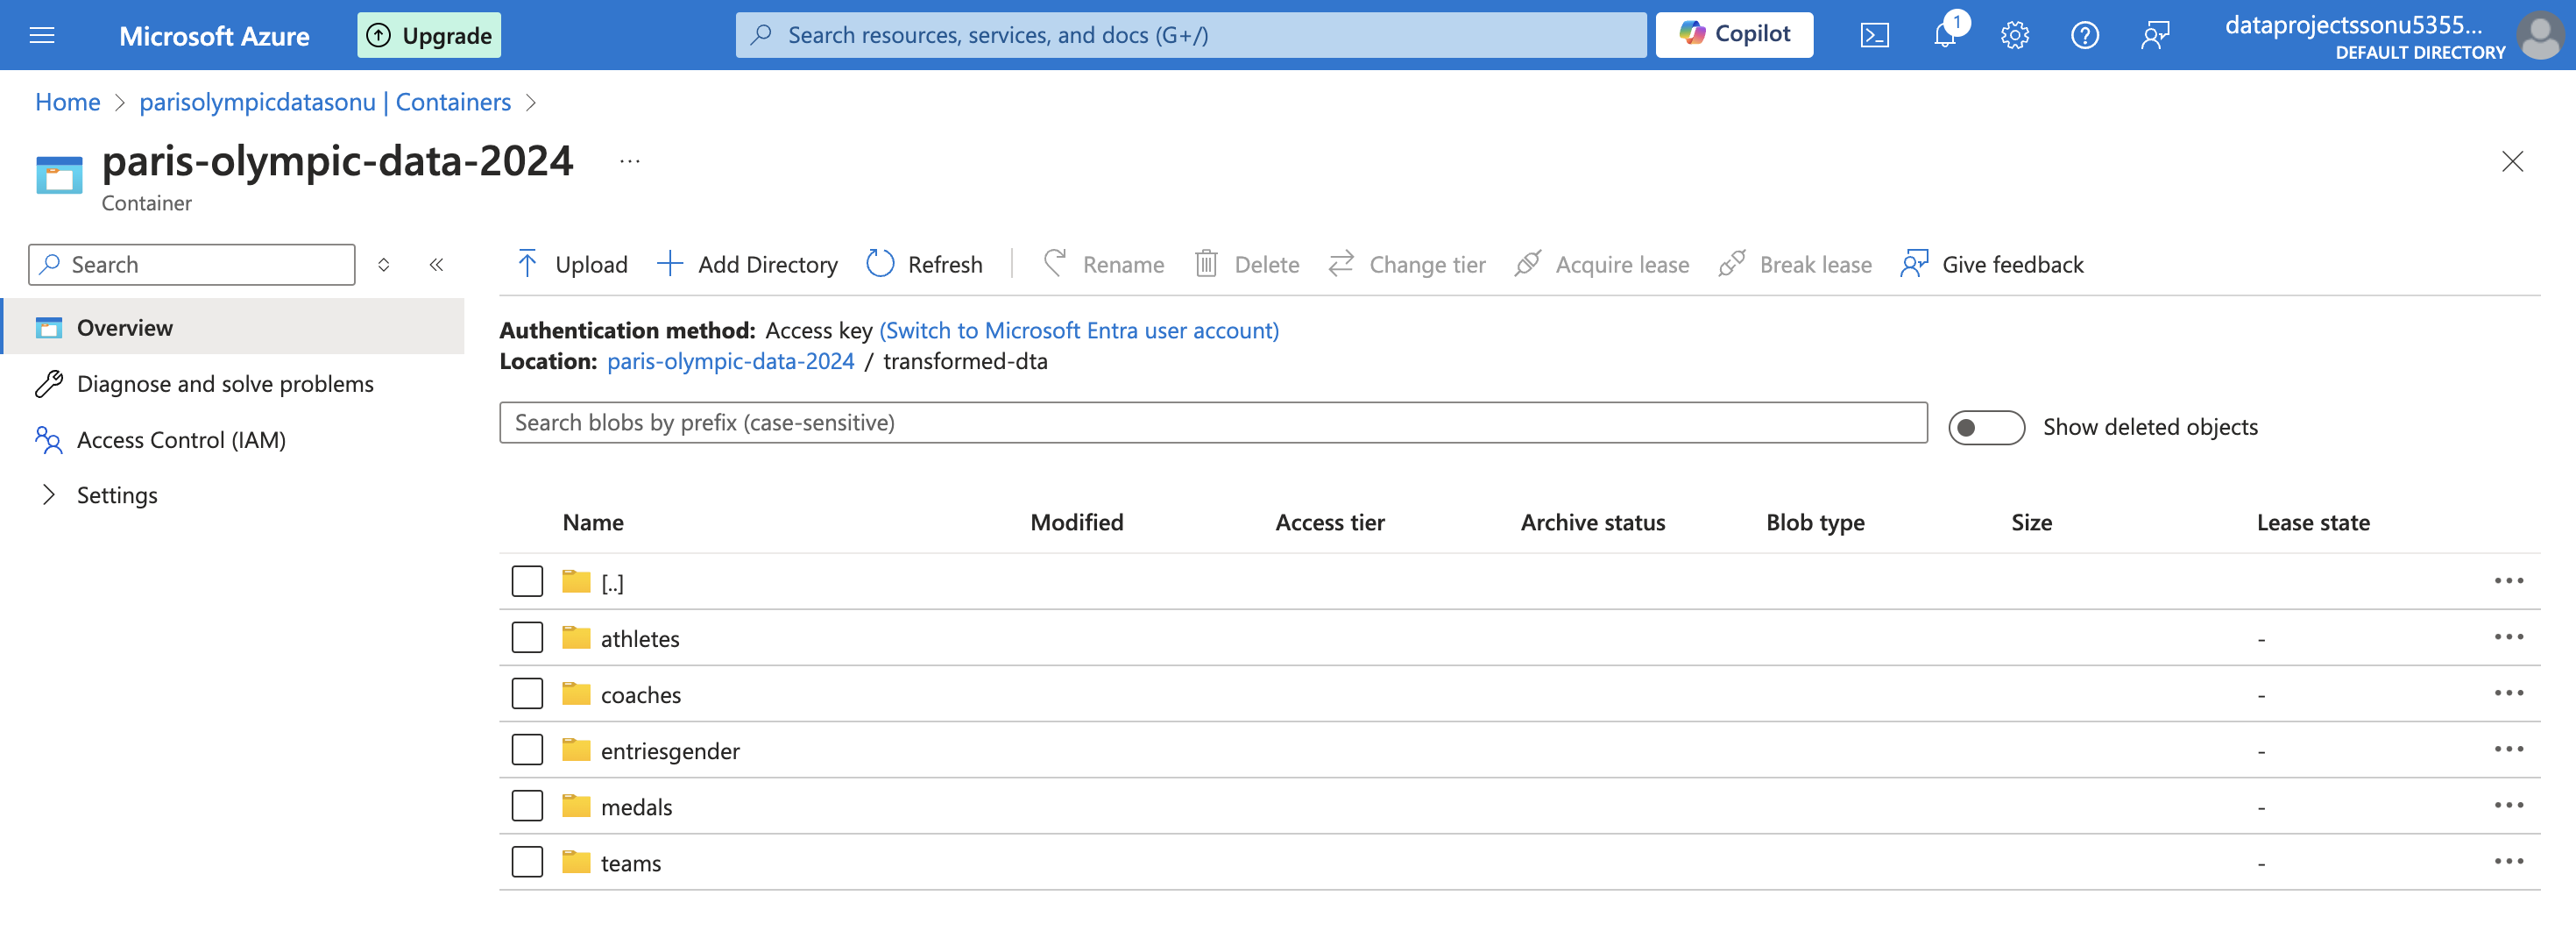 Microsoft Azure
Upgrade
Search resources, services, and docs (G+/)
Copilot
1
dataprojectssonu5355...
DEFAULT DIRECTORY
Home > parisolympicdatasonu | Containers >
paris-olympic-data-2024 ...
Container
Search
Upload
Add Directory
Refresh
Rename
Delete
Change tier
Acquire lease
Break lease
Give feedback
Overview
Diagnose and solve problems
Access Control (IAM)
Settings
Authentication method: Access key (Switch to Microsoft Entra user account)
Location: paris-olympic-data-2024 / transformed-dta
Search blobs by prefix (case-sensitive)
Show deleted objects
Name Modified Access tier Archive status Blob type Size Lease state
[..]
athletes -
coaches -
entriesgender -
medals -
teams -